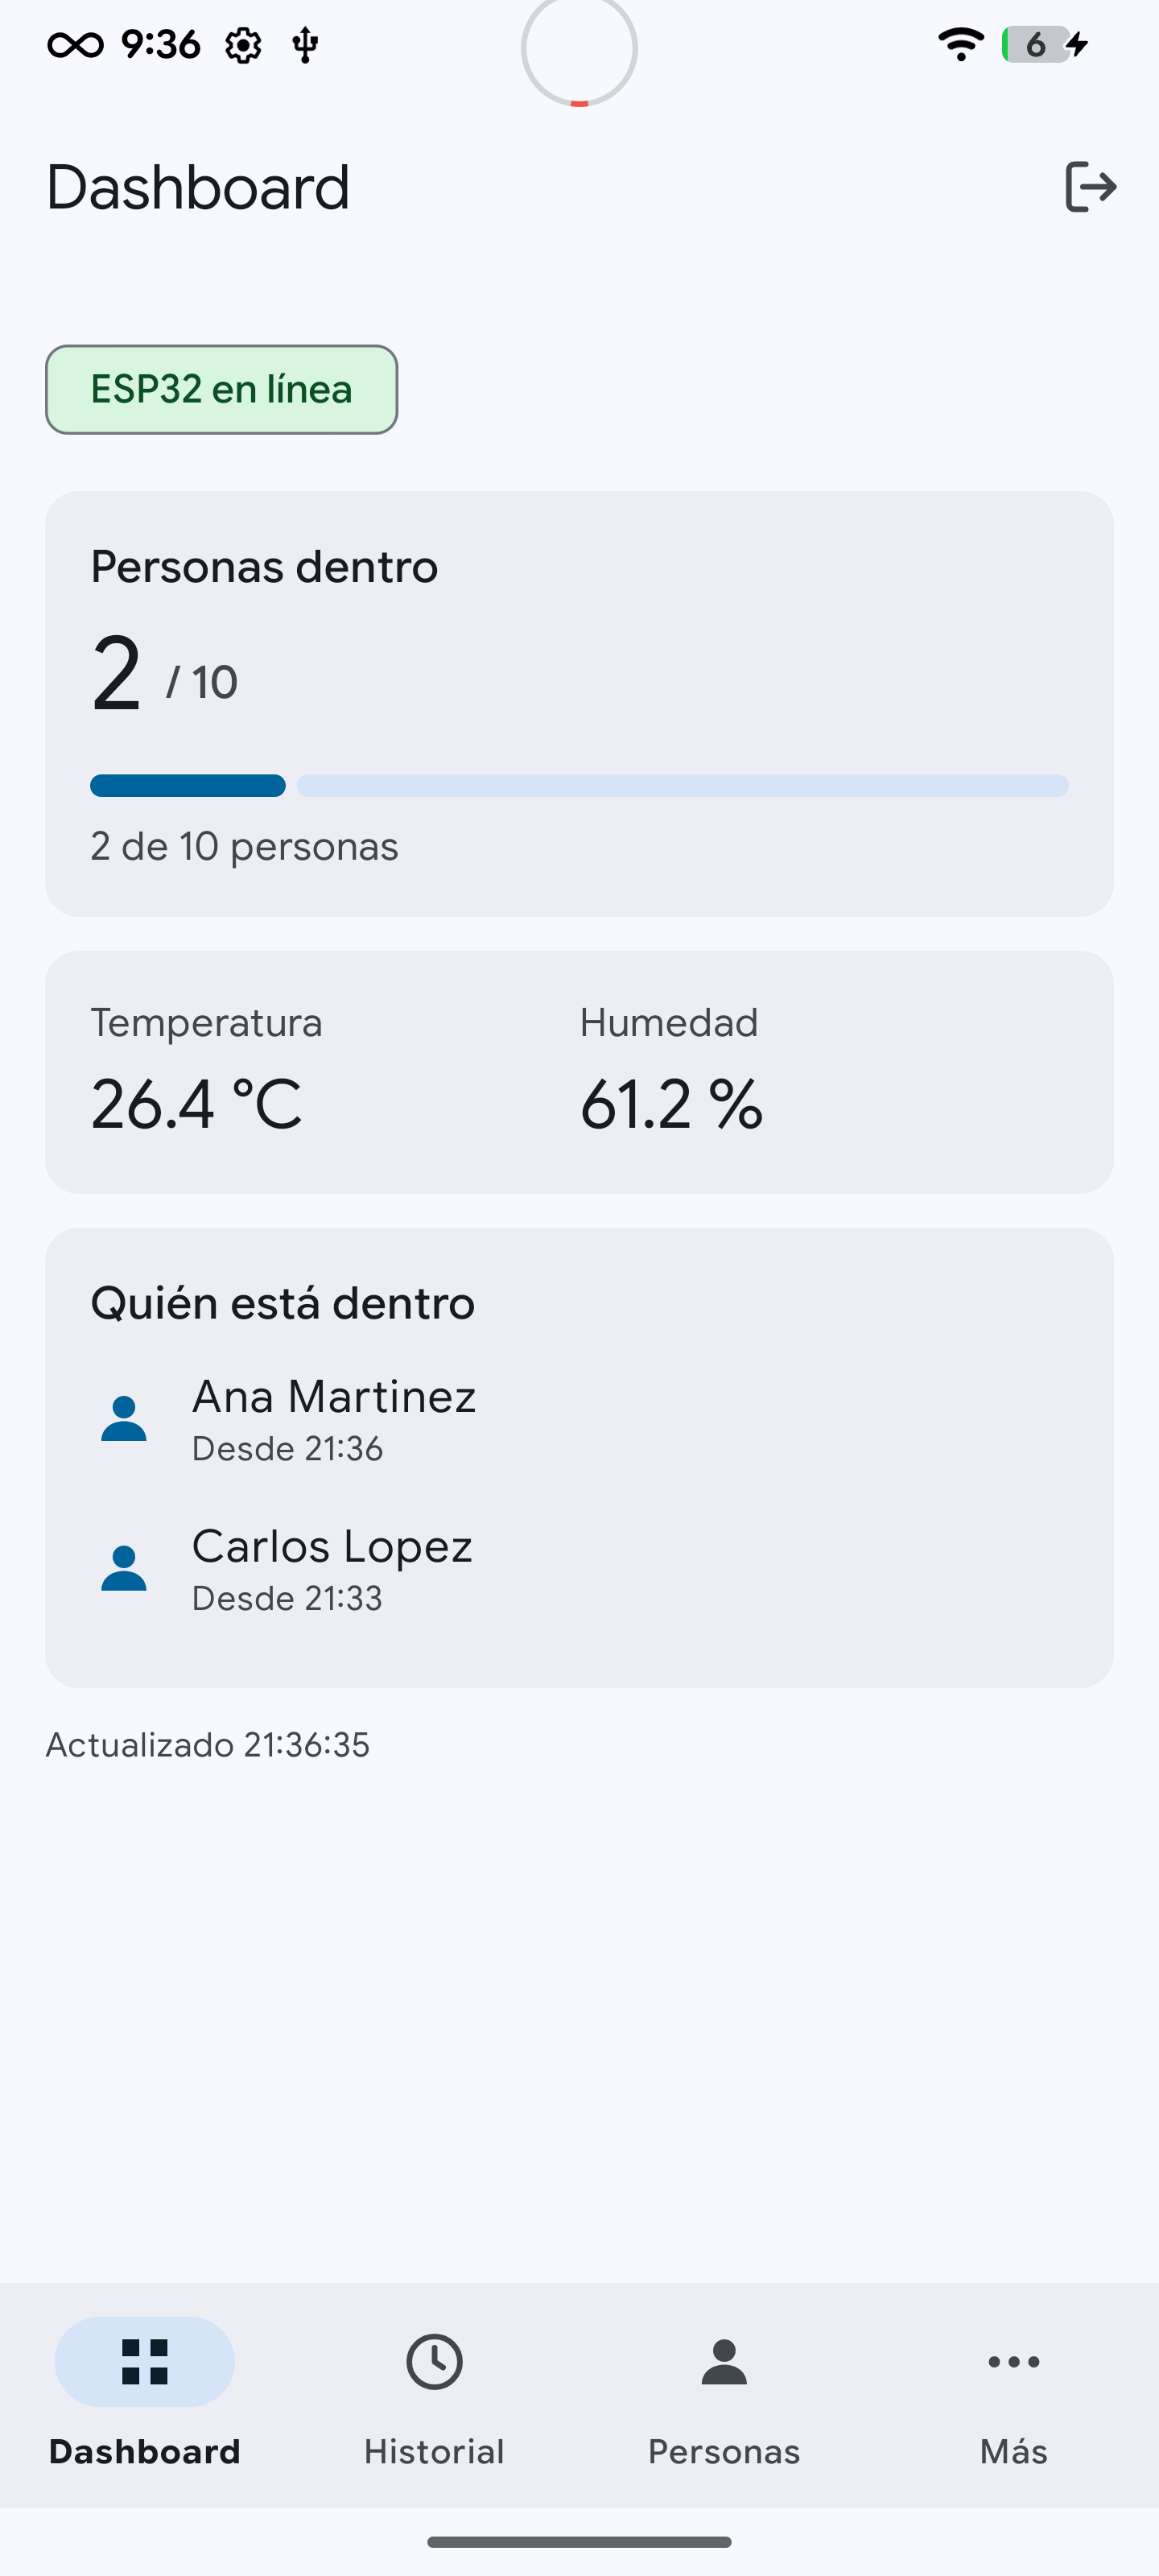 9:36
6
Dashboard
ESP32 en línea
Personas dentro
2 / 10
2 de 10 personas
Temperatura Humedad
26.4 °C 61.2 %
Quién está dentro
Ana Martinez
Desde 21:36
Carlos Lopez
Desde 21:33
Actualizado 21:36:35
Dashboard Historial Personas Más